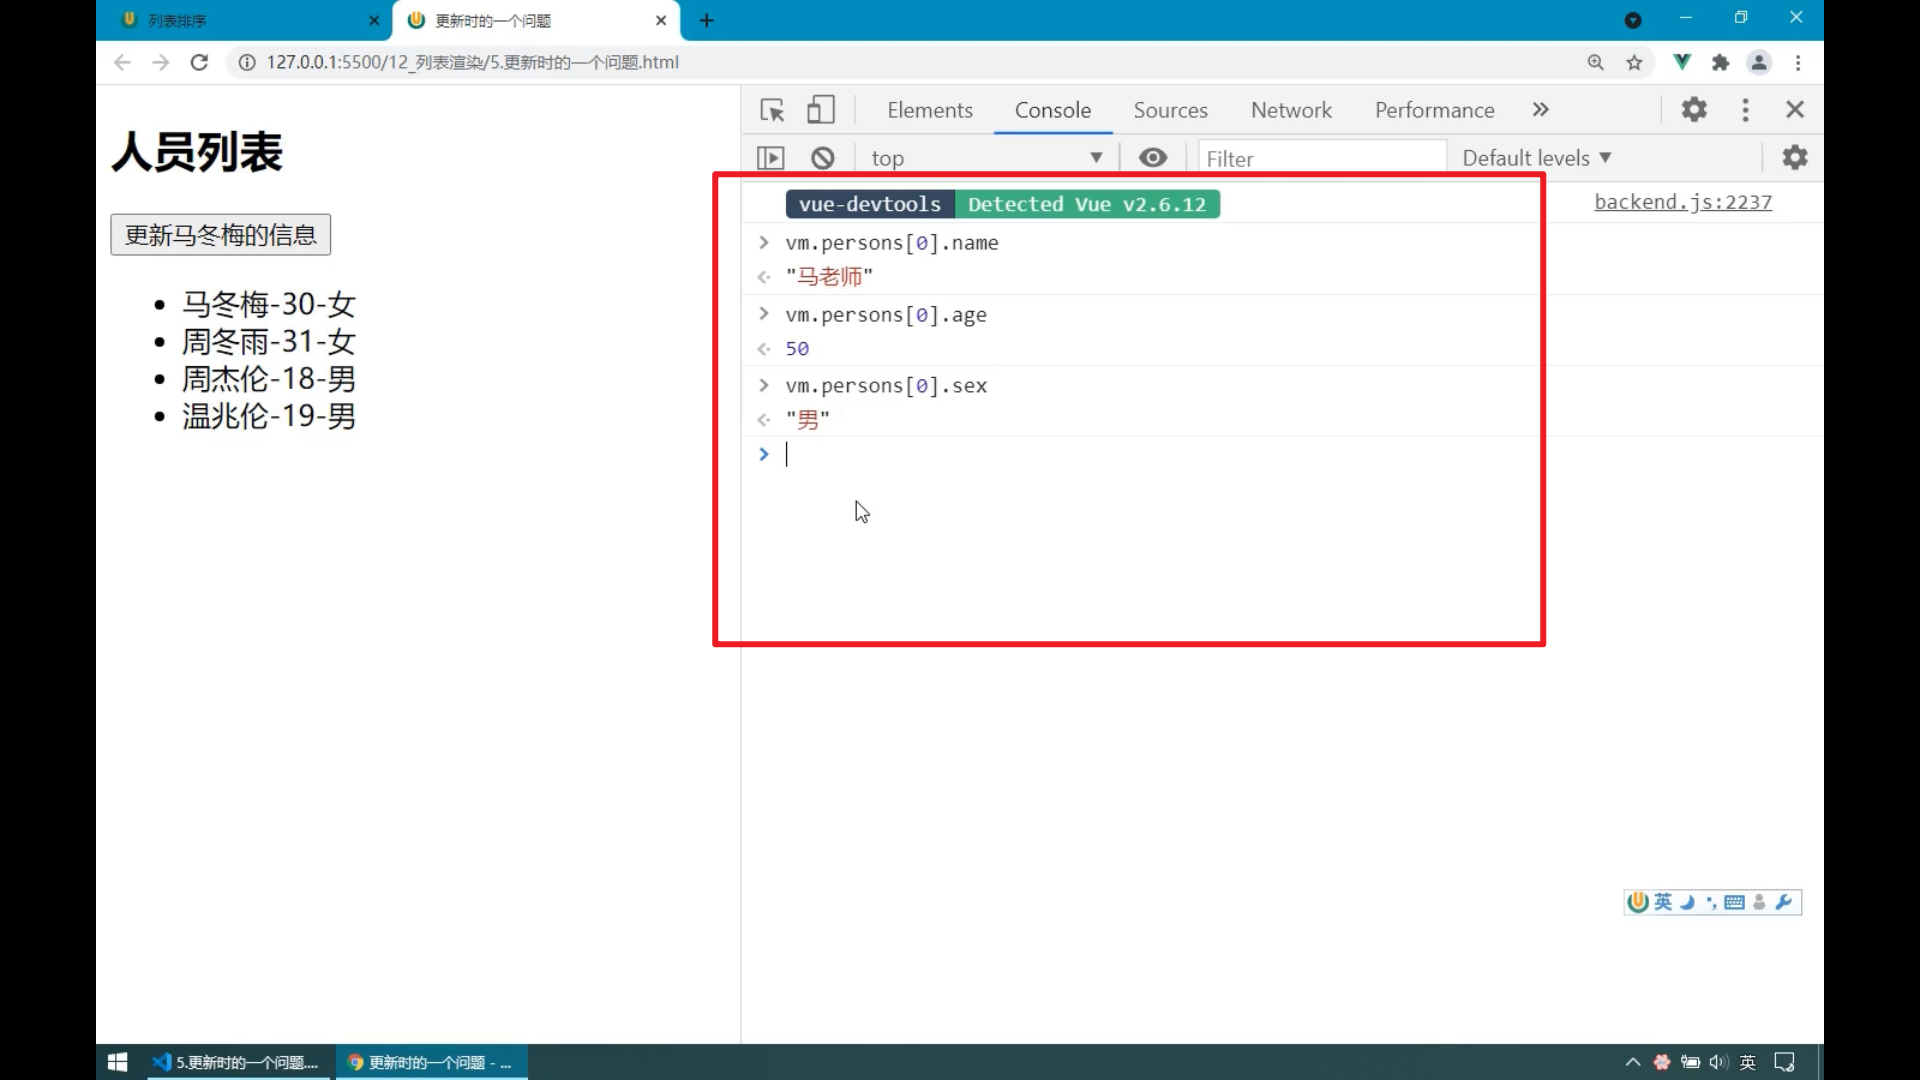 列表排序
更新时的一个问题
127.0.0.1:5500/12_列表渲染/5.更新时的一个问题.html
Elements Console Sources Network Performance
top Filter Default levels
人员列表
更新马冬梅的信息
马冬梅-30-女
周冬雨-31-女
周杰伦-18-男
温兆伦-19-男
vue-devtools Detected Vue v2.6.12 backend.js:2237
vm.persons[0].name
"马老师"
vm.persons[0].age
50
vm.persons[0].sex
"男"
英
5.更新时的一个问题....
更新时的一个问题 - ...
英